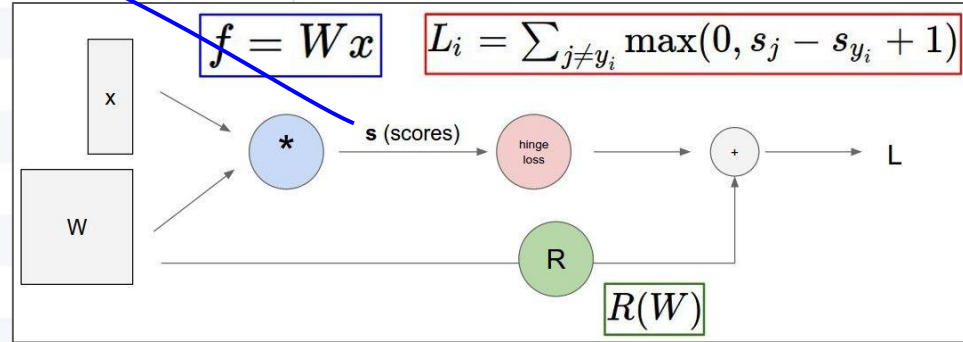 f = Wx
L_i = \sum_{j \neq y_i} \max(0, s_j - s_{y_i} + 1)
x
*
s (scores)
hinge
loss
+
L
W
R
R(W)